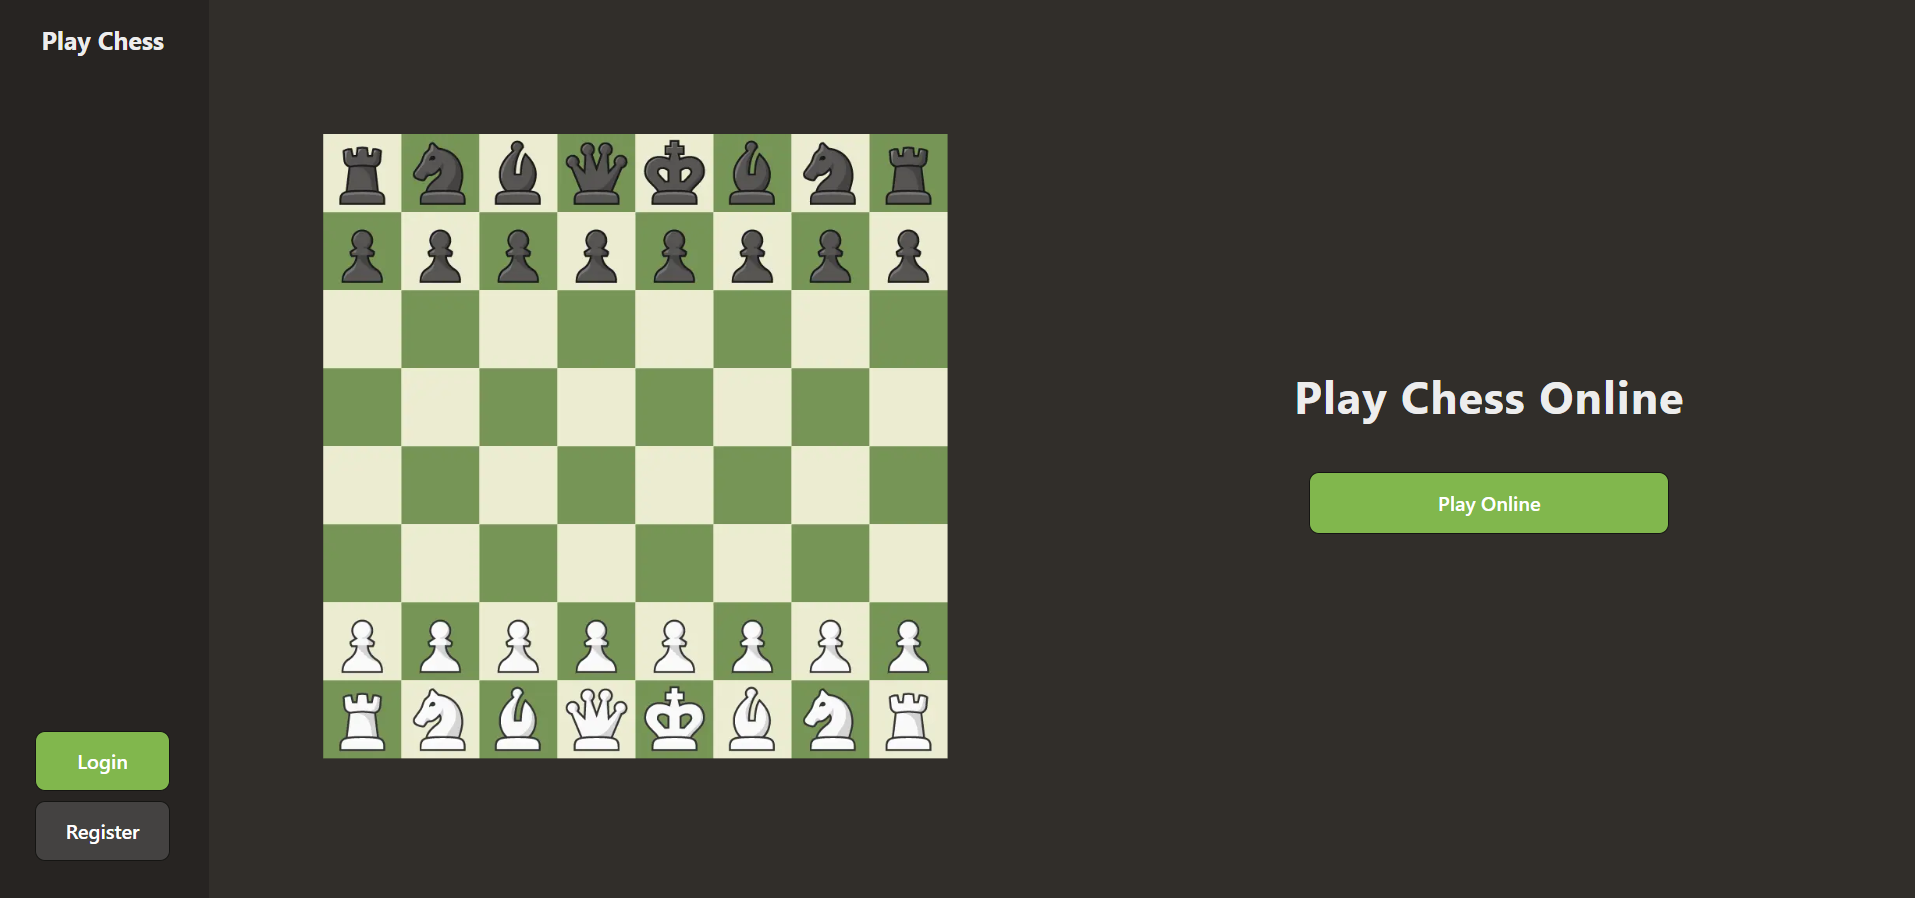 Play Chess
Play Chess Online
Play Online
Login
Register